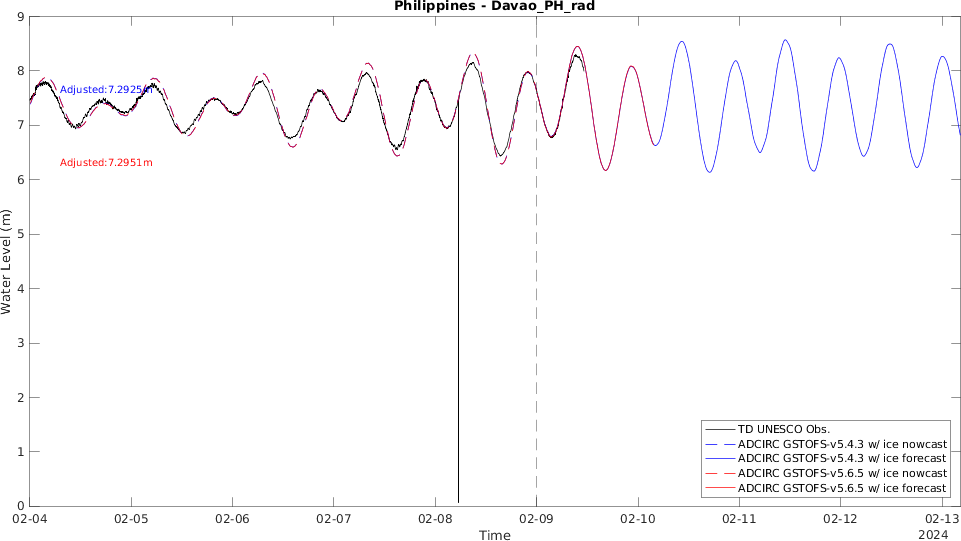 Philippines - Davao_PH_rad
9
8
7
6
5
4
3
2
1
0
Water Level (m)
Adjusted:7.2925m
Adjusted:7.2951m
TD UNESCO Obs.
ADCIRC GSTOFS-v5.4.3 w/ ice nowcast
ADCIRC GSTOFS-v5.4.3 w/ ice forecast
ADCIRC GSTOFS-v5.6.5 w/ ice nowcast
ADCIRC GSTOFS-v5.6.5 w/ ice forecast
02-04 02-05 02-06 02-07 02-08 02-09 02-10 02-11 02-12 02-13
Time
2024